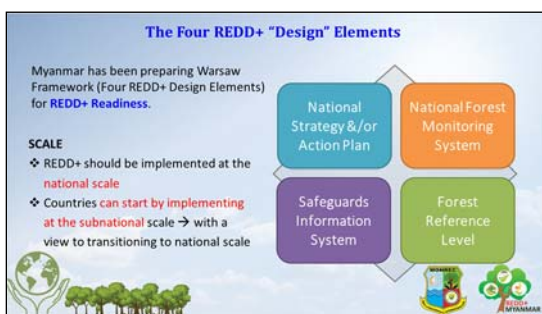 The Four REDD+ “Design” Elements
Myanmar has been preparing Warsaw
Framework (Four REDD+ Design Elements)
for REDD+ Readiness.
SCALE
❖ REDD+ should be implemented at the
national scale
❖ Countries can start by implementing
at the subnational scale → with a
view to transitioning to national scale
National
Strategy &/or
Action Plan
National Forest
Monitoring
System
Safeguards
Information
System
Forest
Reference
Level
REDD+
MYANMAR